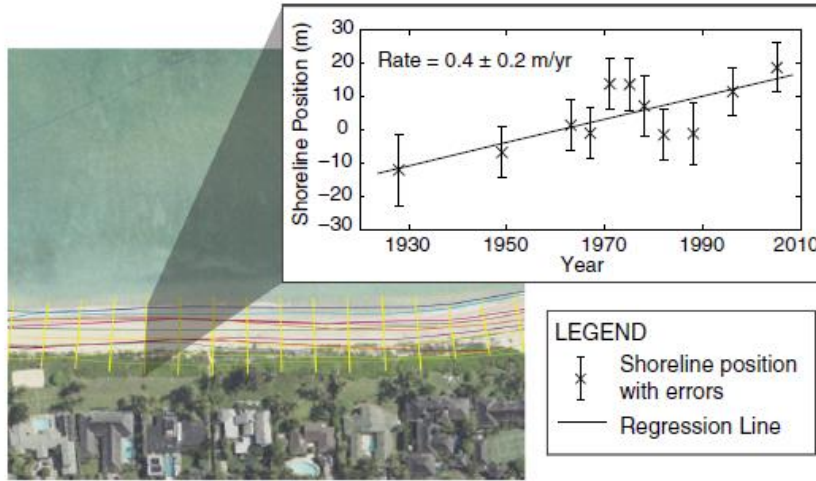 Shoreline Position (m)
30
20
10
0
−10
−20
−30
Rate = 0.4 ± 0.2 m/yr
1930 1950 1970 1990 2010
Year
LEGEND
Shoreline position
with errors
Regression Line